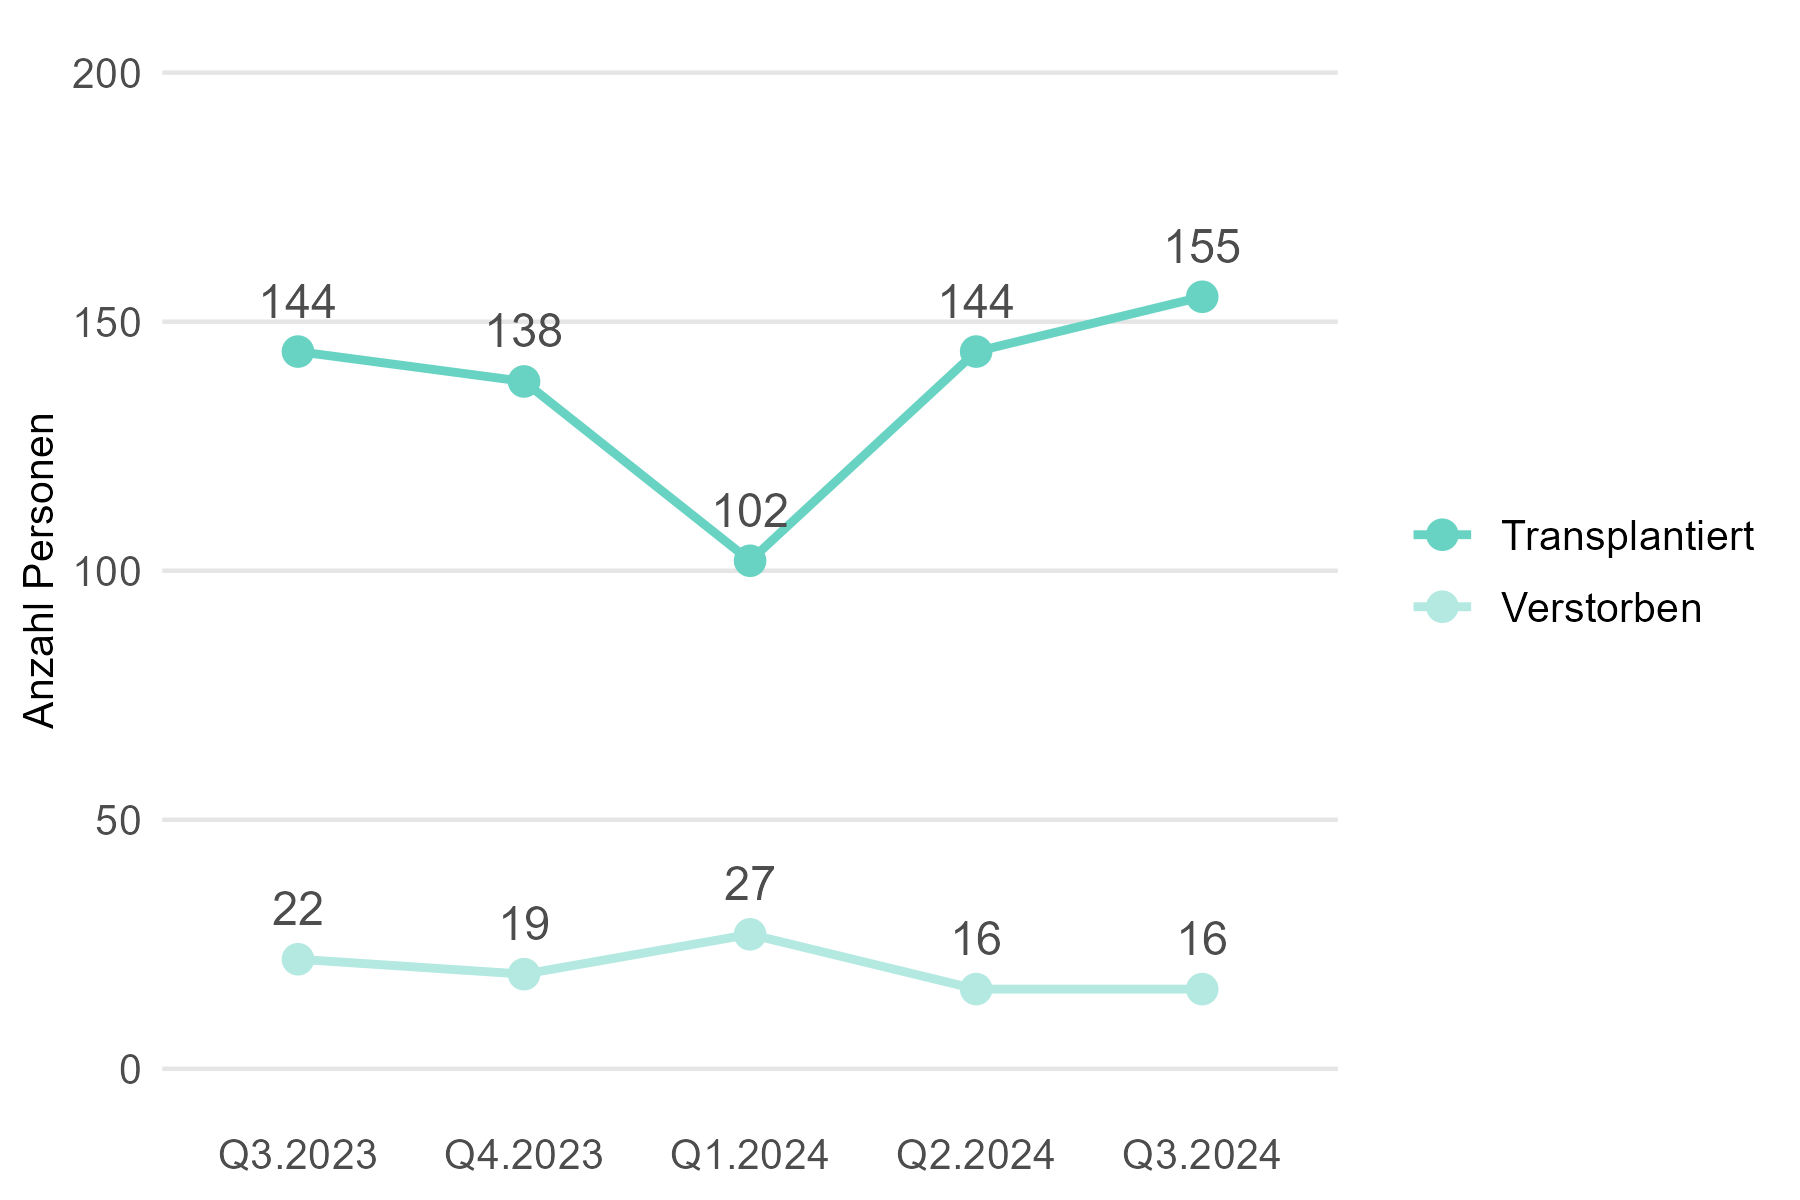 200
150
100
50
0
Anzahl Personen
144
138
102
144
155
22
19
27
16
16
Q3.2023
Q4.2023
Q1.2024
Q2.2024
Q3.2024
Transplantiert
Verstorben